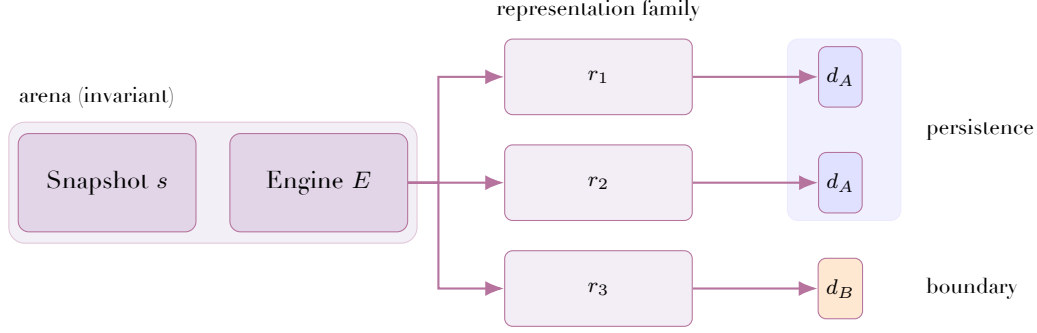 representation family
arena (invariant)
Snapshot s
Engine E
r₁
d_A
r₂
d_A
persistence
r₃
d_B
boundary